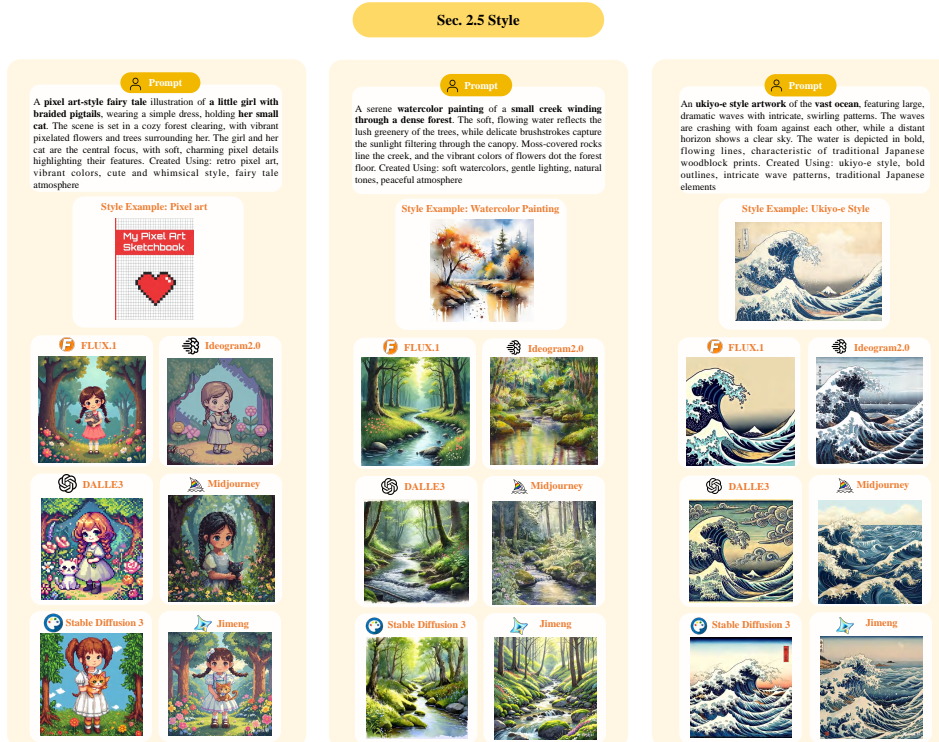 Sec. 2.5 Style
Prompt
A pixel art-style fairy tale illustration of a little girl with
braided pigtails, wearing a simple dress, holding her small
cat. The scene is set in a cozy forest clearing, with vibrant
pixelated flowers and trees surrounding her. The girl and her
cat are the central focus, with soft, charming pixel details
highlighting their features. Created Using: retro pixel art,
vibrant colors, cute and whimsical style, fairy tale
atmosphere
Style Example: Pixel art
My Pixel Art
Sketchbook
FLUX.1
Ideogram2.0
DALLE3
Midjourney
Stable Diffusion 3
Jimeng
Prompt
A serene watercolor painting of a small creek winding
through a dense forest. The soft, flowing water reflects the
lush greenery of the trees, while delicate brushstrokes capture
the sunlight filtering through the canopy. Moss-covered rocks
line the creek, and the vibrant colors of flowers dot the forest
floor. Created Using: soft watercolors, gentle lighting, natural
tones, peaceful atmosphere
Style Example: Watercolor Painting
FLUX.1
Ideogram2.0
DALLE3
Midjourney
Stable Diffusion 3
Jimeng
Prompt
An ukiyo-e style artwork of the vast ocean, featuring large,
dramatic waves with intricate, swirling patterns. The waves
are crashing with foam against each other, while a distant
horizon shows a clear sky. The water is depicted in bold,
flowing lines, characteristic of traditional Japanese
woodblock prints. Created Using: ukiyo-e style, bold
outlines, intricate wave patterns, traditional Japanese
elements
Style Example: Ukiyo-e Style
FLUX.1
Ideogram2.0
DALLE3
Midjourney
Stable Diffusion 3
Jimeng